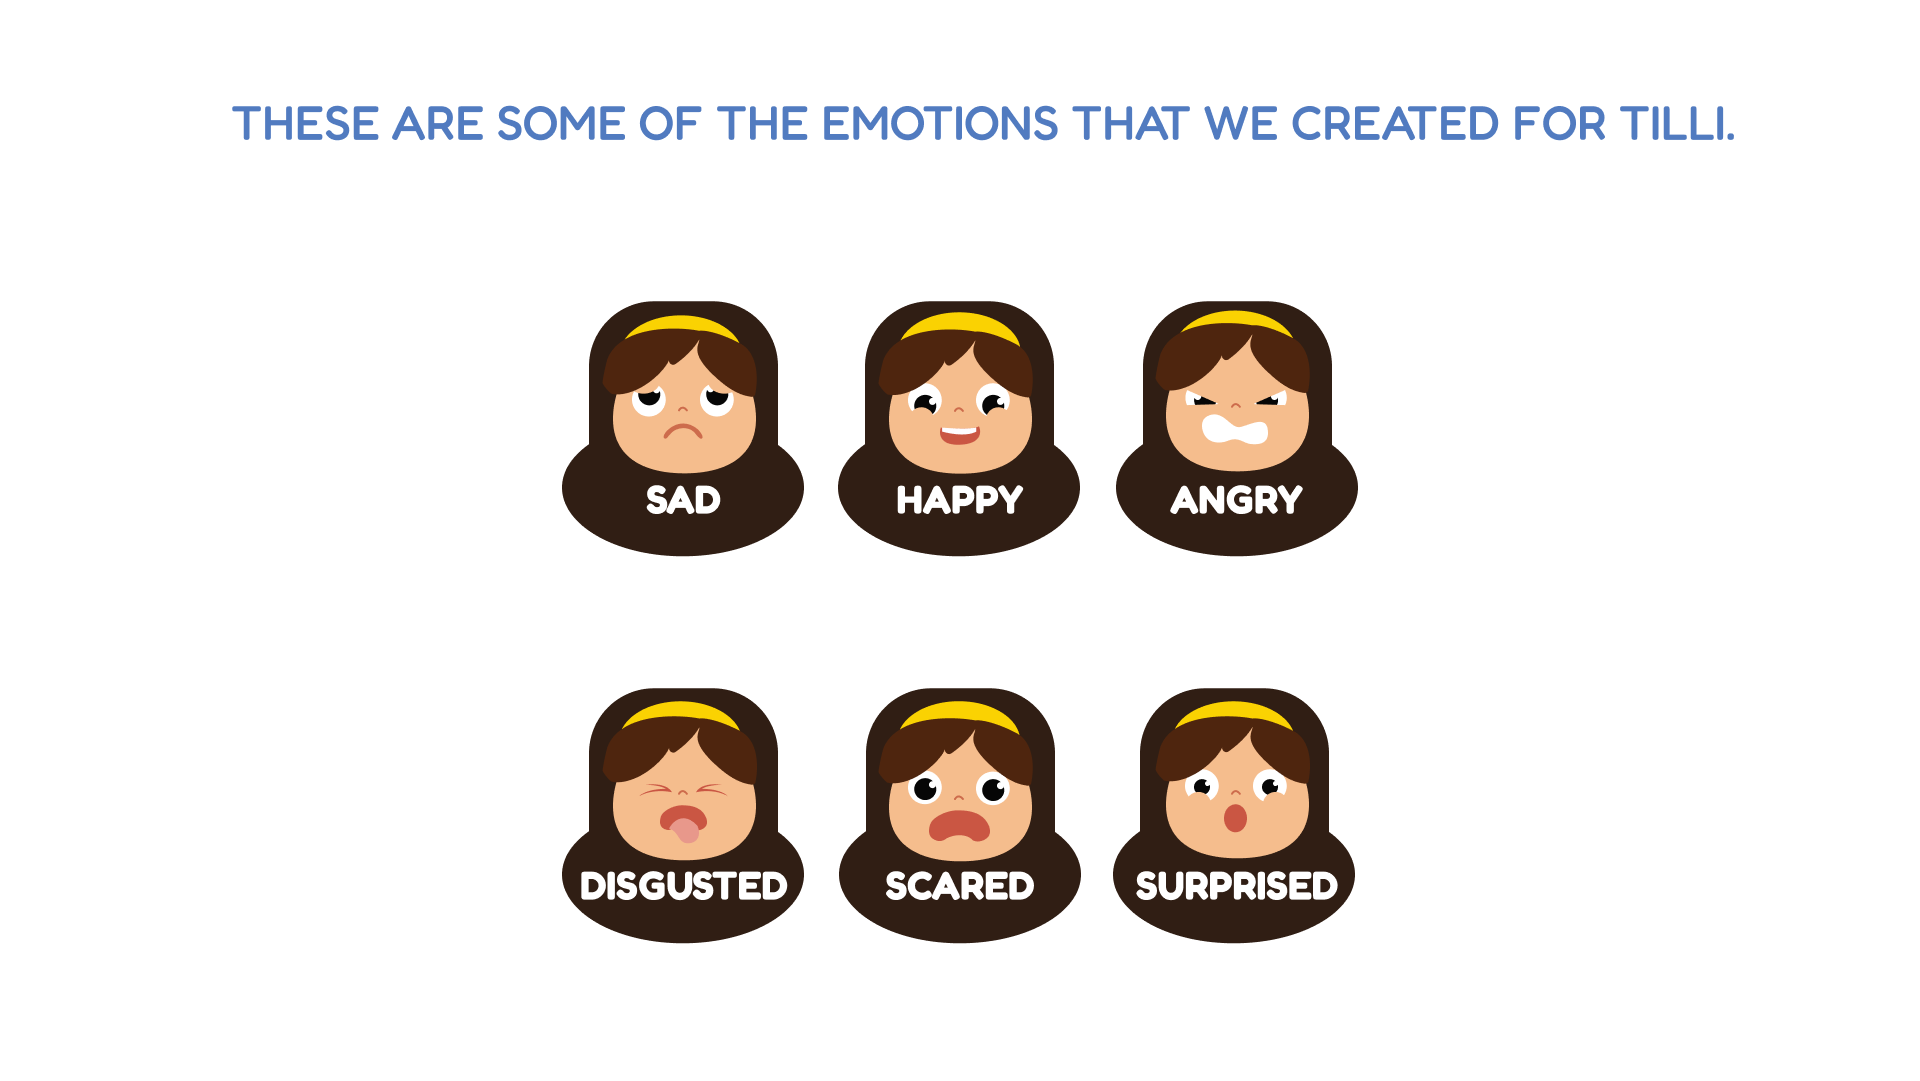 THESE ARE SOME OF THE EMOTIONS THAT WE CREATED FOR TILLI.
SAD
HAPPY
ANGRY
DISGUSTED
SCARED
SURPRISED